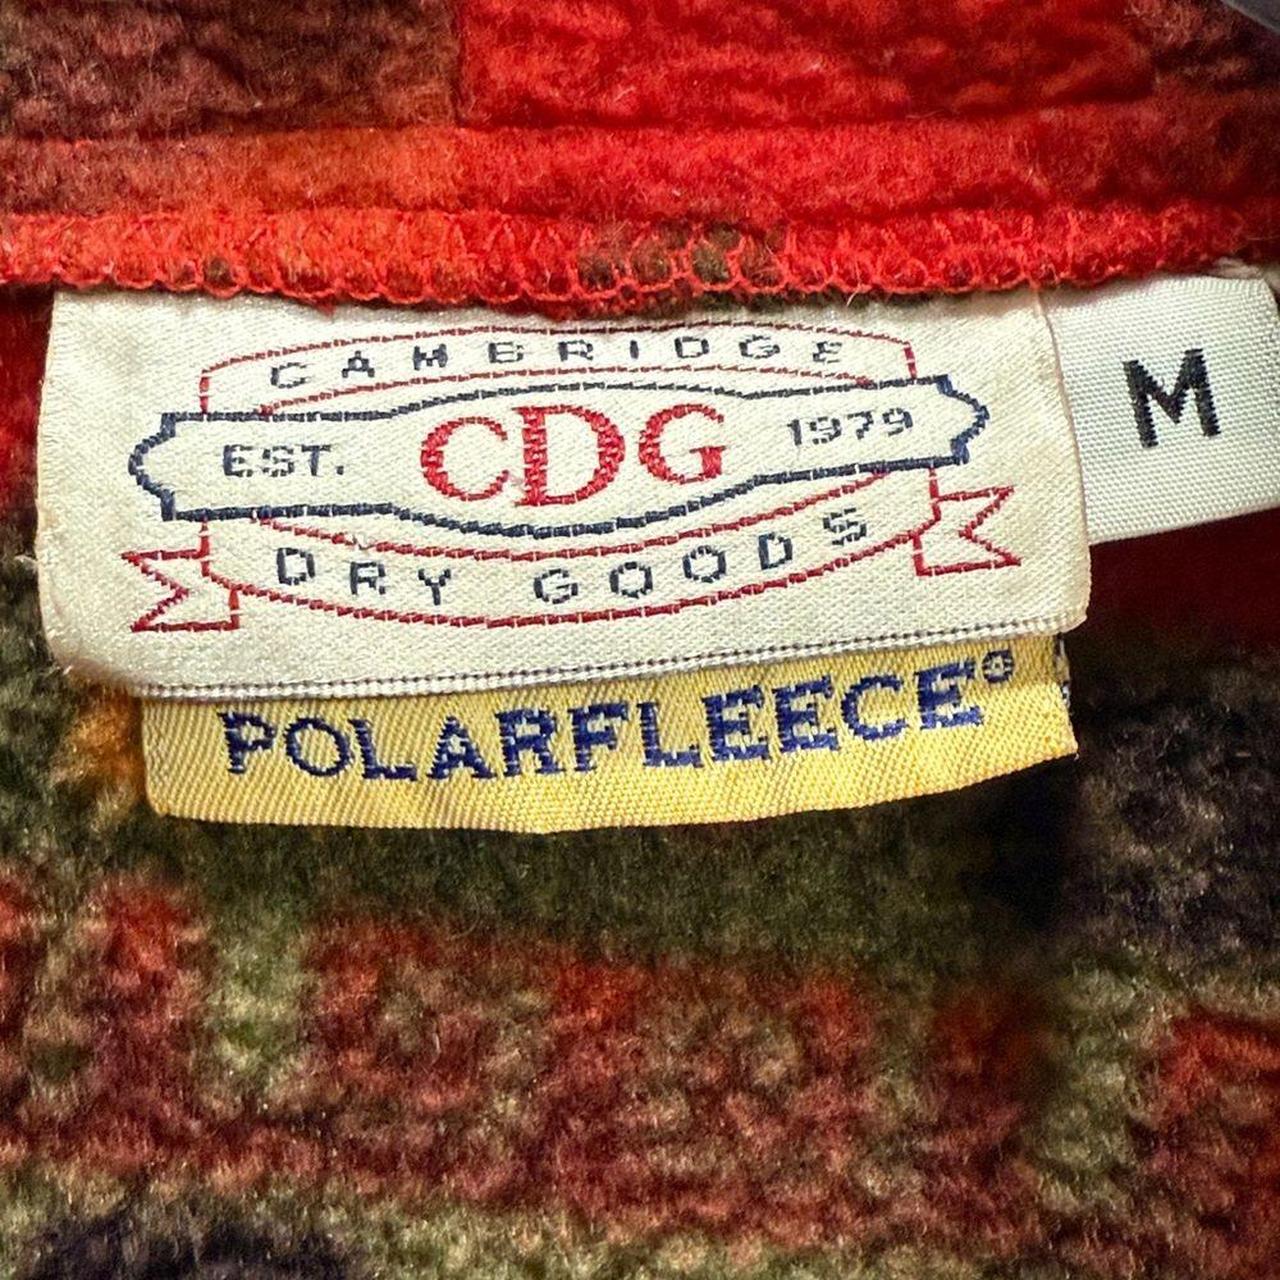 CAMBRIDGE
EST. CDG 1979
DRY GOODS
M
POLARFLEECE®